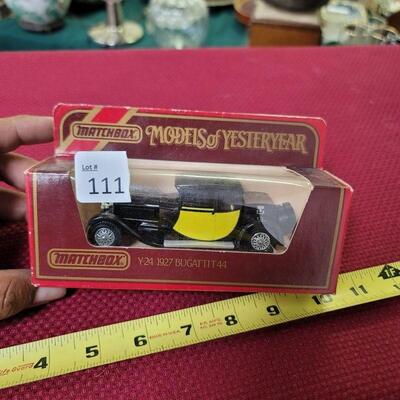 MATCHBOX
MODELS of YESTERYEAR
Lot #
111
MATCHBOX
Y-24 1927 BUGATTI T44
4 5 6 7 8 9 10 11